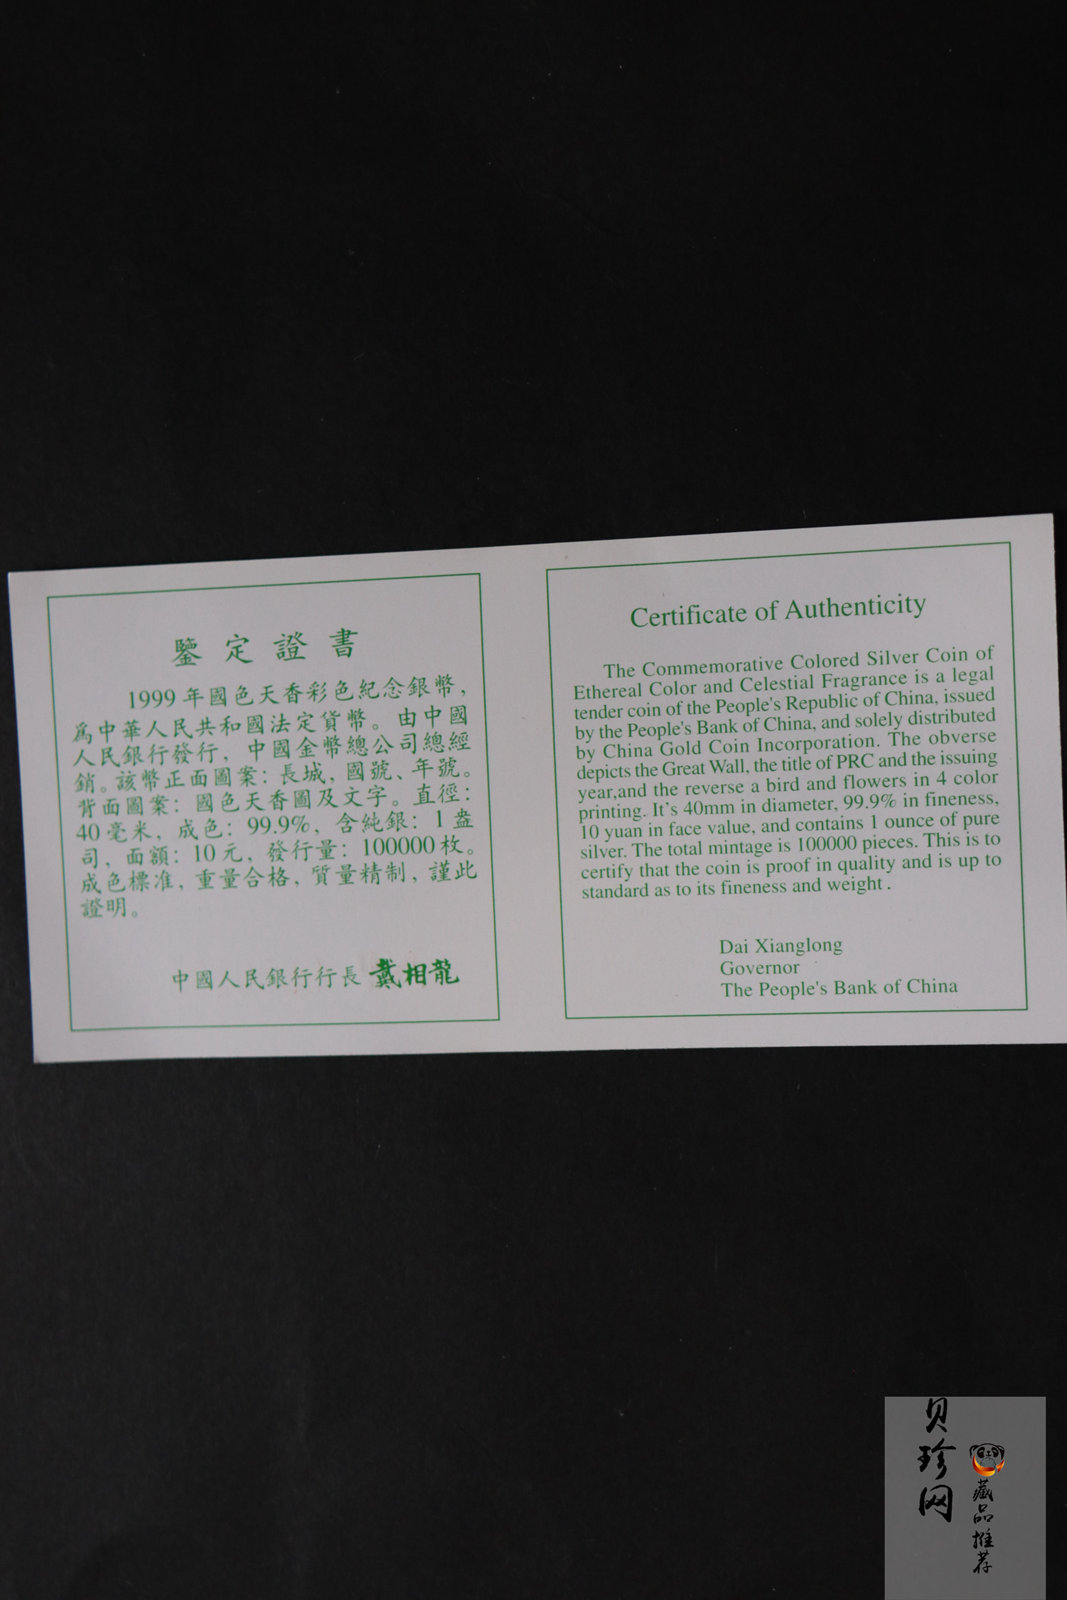 鑒定證書
1999年國色天香彩色紀念銀幣，
爲中華人民共和國法定貨幣。由中國
人民銀行發行，中國金幣總公司總經
銷。該幣正面圖案：長城，國號、年號。
背面圖案：國色天香圖及文字。直徑：
40毫米，成色：99.9%，含純銀：1盎
司，面額：10元，發行量：100000枚。
成色標准，重量合格，質量精制，謹此
證明。
中國人民銀行行長 戴相龍
Certificate of Authenticity
The Commemorative Colored Silver Coin of
Ethereal Color and Celestial Fragrance is a legal
tender coin of the People's Republic of China, issued
by the People's Bank of China, and solely distributed
by China Gold Coin Incorporation. The obverse
depicts the Great Wall, the title of PRC and the issuing
year,and the reverse a bird and flowers in 4 color
printing. It's 40mm in diameter, 99.9% in fineness,
10 yuan in face value, and contains 1 ounce of pure
silver. The total mintage is 100000 pieces. This is to
certify that the coin is proof in quality and is up to
standard as to its fineness and weight .
Dai Xianglong
Governor
The People's Bank of China
贝珍网
藏品推荐